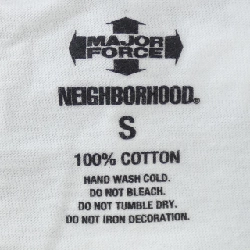 MAJOR
FORCE
NEIGHBORHOOD®
S
100% COTTON
HAND WASH COLD.
DO NOT BLEACH.
DO NOT TUMBLE DRY.
DO NOT IRON DECORATION.